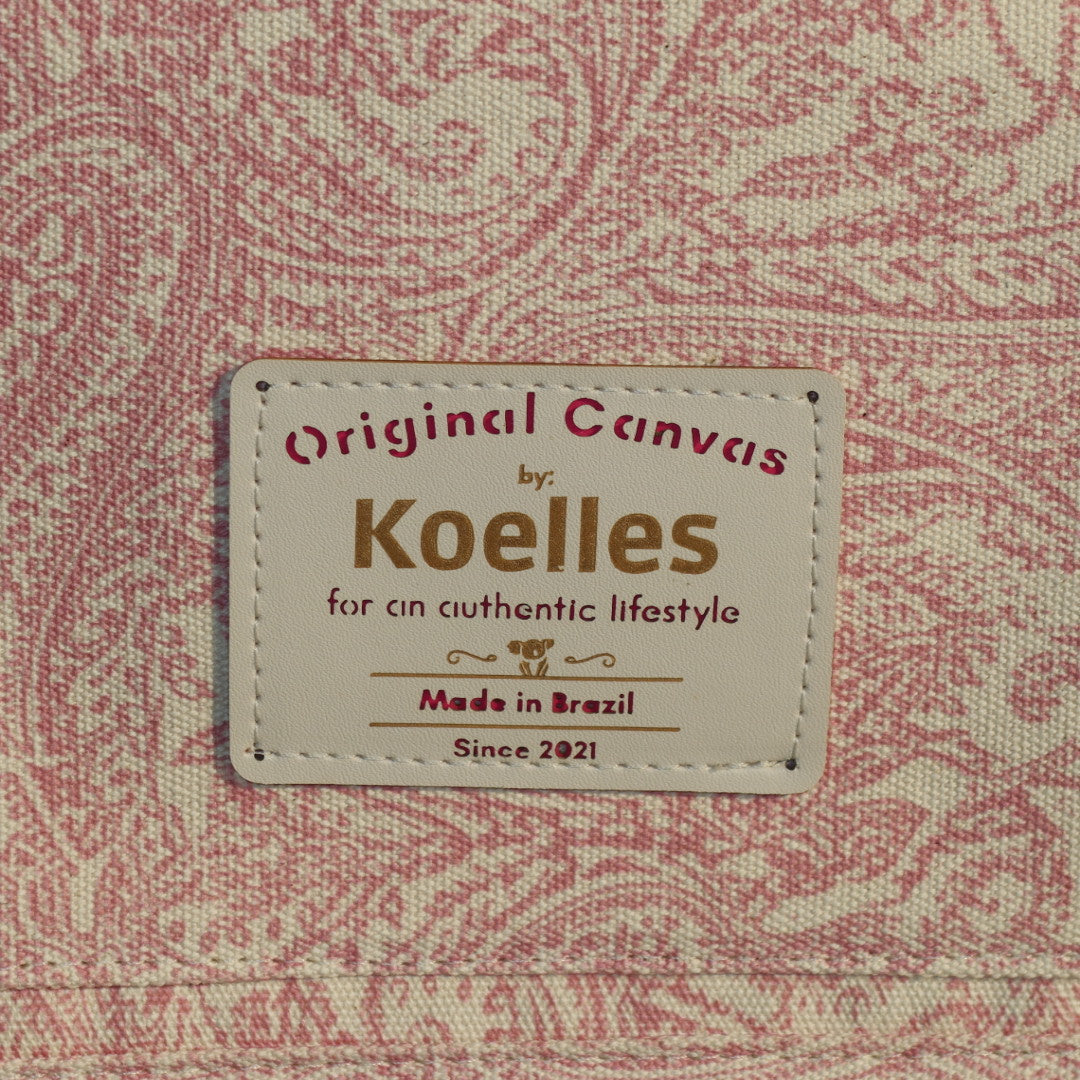 Original Canvas
by:
Koelles
for an authentic lifestyle
Made in Brazil
Since 2021